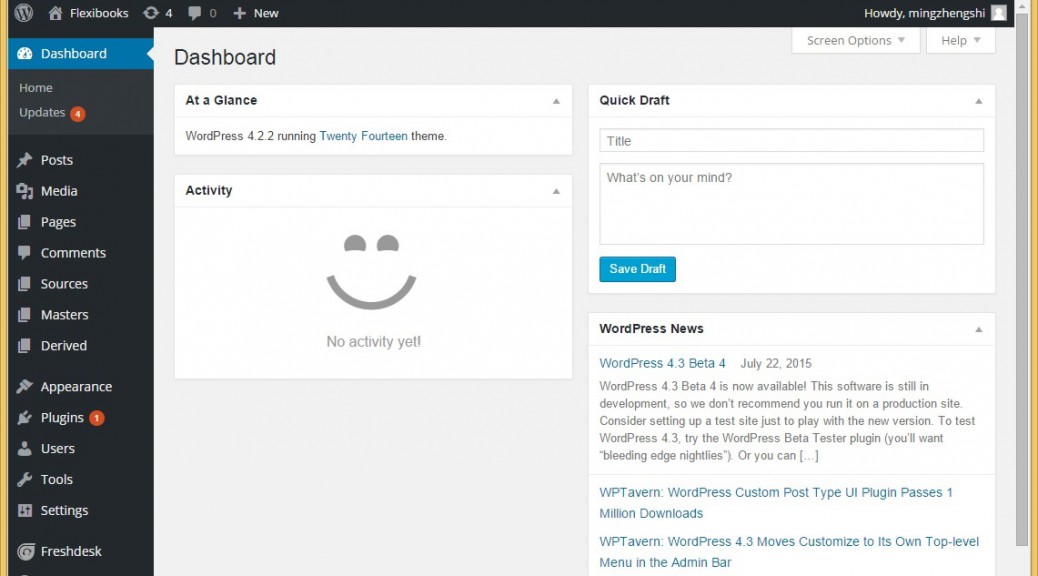 Flexibooks 4 0 New Howdy, mingzhengshi
Screen Options Help
Dashboard
Home
Updates 4
Posts
Media
Pages
Comments
Sources
Masters
Derived
Appearance
Plugins 1
Users
Tools
Settings
Freshdesk
Dashboard
At a Glance
WordPress 4.2.2 running Twenty Fourteen theme.
Activity
No activity yet!
Quick Draft
Title
What's on your mind?
Save Draft
WordPress News
WordPress 4.3 Beta 4 July 22, 2015
WordPress 4.3 Beta 4 is now available! This software is still in
development, so we don't recommend you run it on a production site.
Consider setting up a test site just to play with the new version. To test
WordPress 4.3, try the WordPress Beta Tester plugin (you'll want
“bleeding edge nightlies”). Or you can […]
WPTavern: WordPress Custom Post Type UI Plugin Passes 1
Million Downloads
WPTavern: WordPress 4.3 Moves Customize to Its Own Top-level
Menu in the Admin Bar